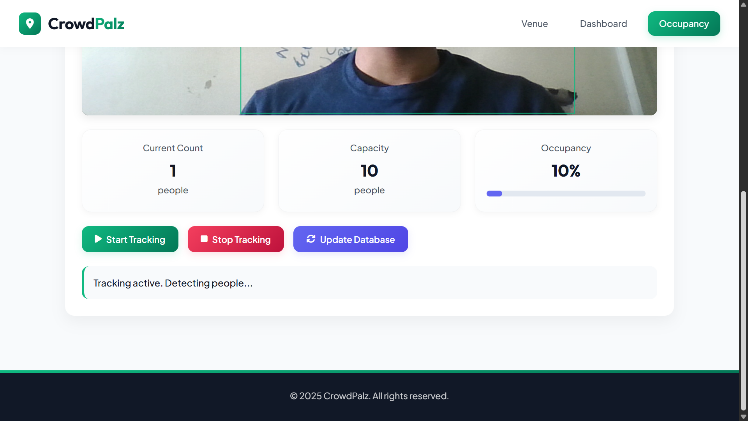 CrowdPalz
Venue
Dashboard
Occupancy
Current Count
1
people
Capacity
10
people
Occupancy
10%
Start Tracking
Stop Tracking
Update Database
Tracking active. Detecting people...
© 2025 CrowdPalz. All rights reserved.